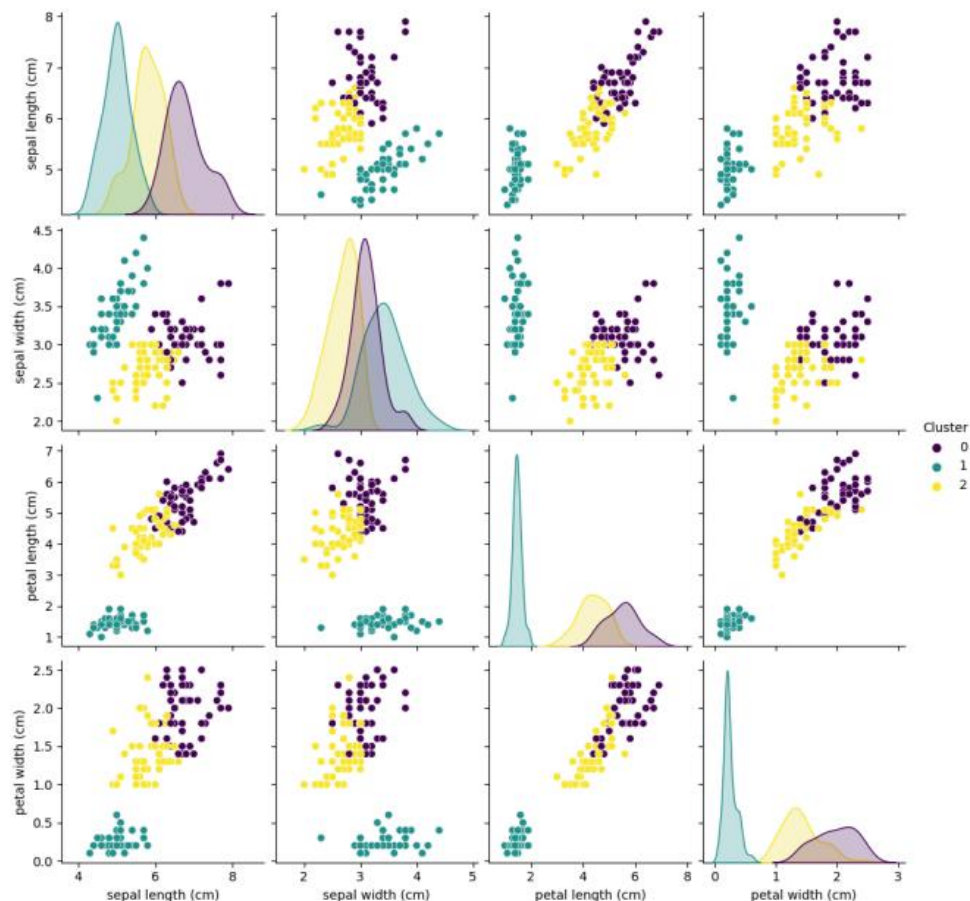 8
7
6
5
sepal length (cm)
4.5
4.0
3.5
3.0
2.5
2.0
sepal width (cm)
Cluster
0
1
2
7
6
5
4
3
2
1
petal length (cm)
2.5
2.0
1.5
1.0
0.5
0.0
petal width (cm)
4 6 8
sepal length (cm)
2 3 4 5
sepal width (cm)
2 4 6 8
petal length (cm)
0 1 2 3
petal width (cm)